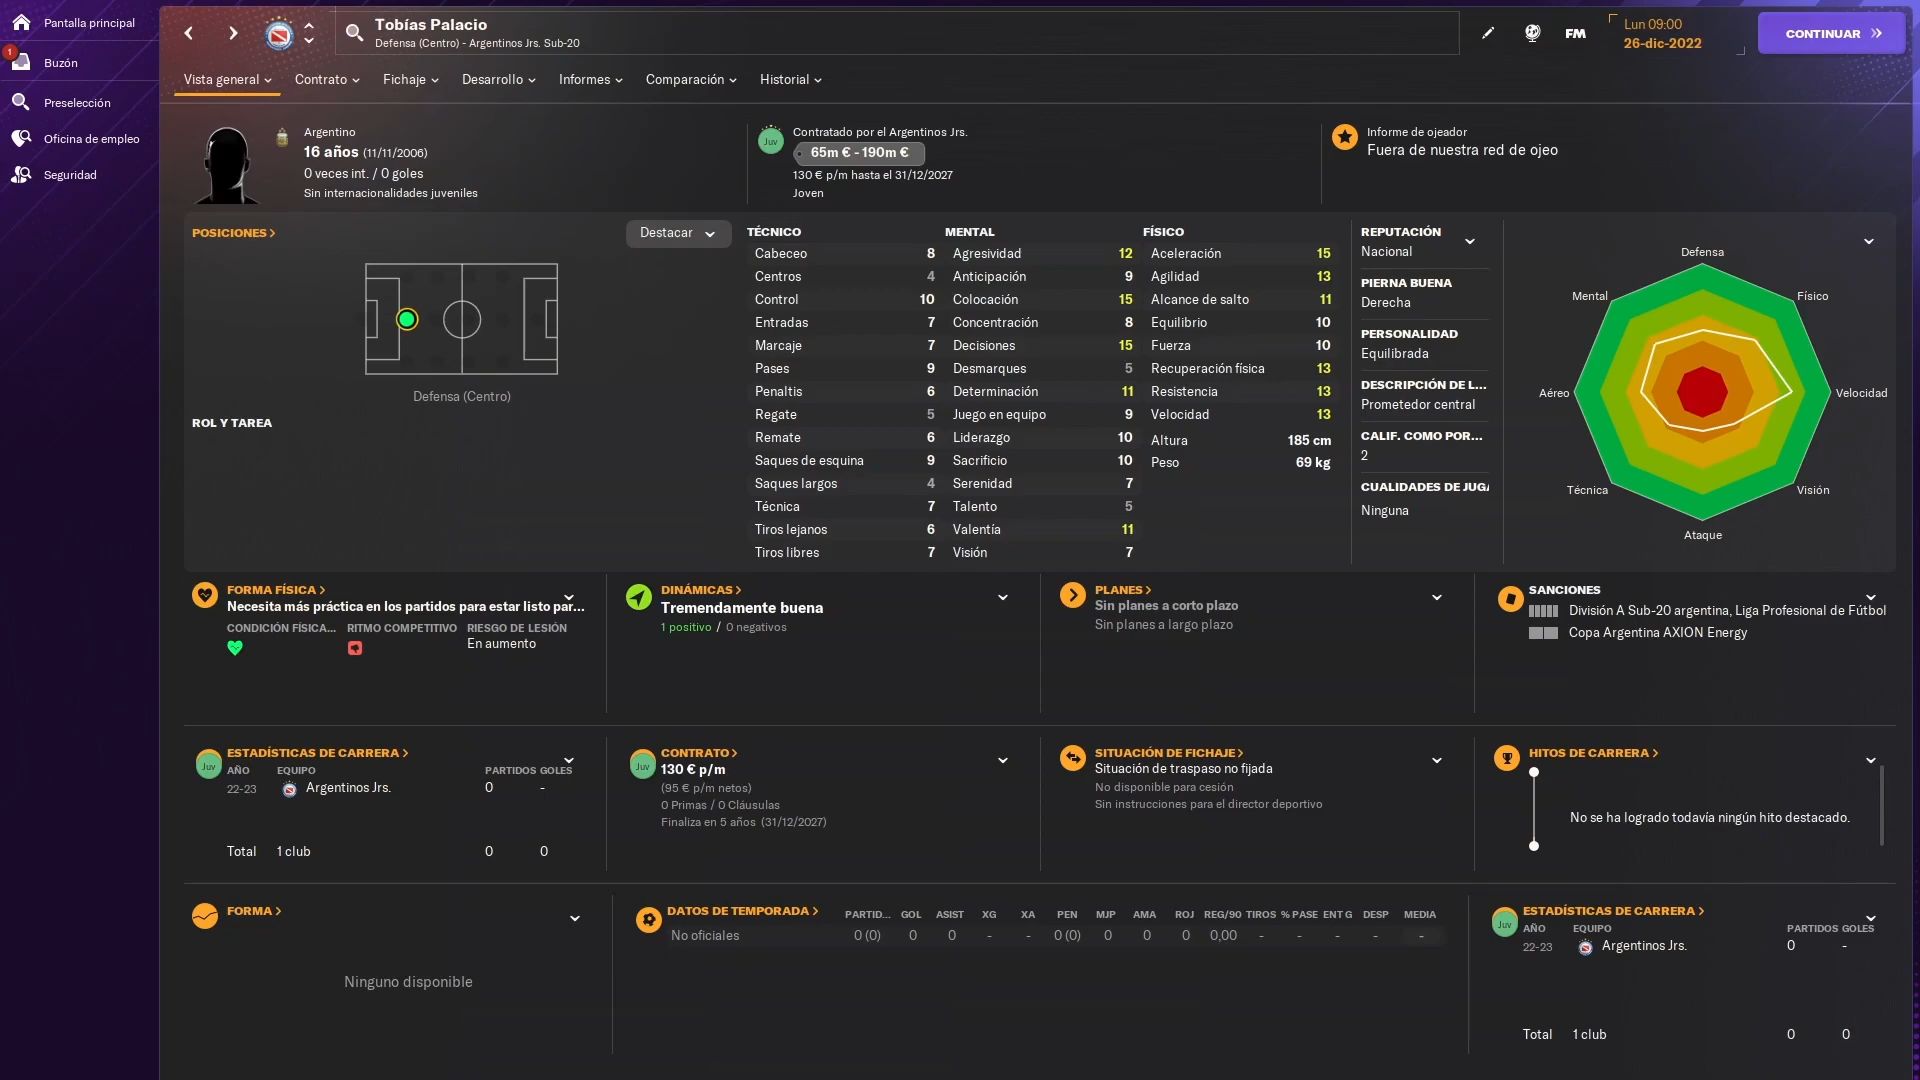 Pantalla principal
1
Buzón
Preselección
Oficina de empleo
Seguridad
Tobías Palacio
Defensa (Centro) - Argentinos Jrs. Sub-20
FM
Lun 09:00
26-dic-2022
CONTINUAR
Vista general
Contrato
Fichaje
Desarrollo
Informes
Comparación
Historial
Argentino
16 años (11/11/2006)
0 veces int. / 0 goles
Sin internacionalidades juveniles
Juv
Contratado por el Argentinos Jrs.
65m € - 190m €
130 € p/m hasta el 31/12/2027
Joven
Informe de ojeador
Fuera de nuestra red de ojeo
POSICIONES
Destacar
Defensa (Centro)
ROL Y TAREA
TÉCNICO
Cabeceo 8
Centros 4
Control 10
Entradas 7
Marcaje 7
Pases 9
Penaltis 6
Regate 5
Remate 6
Saques de esquina 9
Saques largos 4
Técnica 7
Tiros lejanos 6
Tiros libres 7
MENTAL
Agresividad 12
Anticipación 9
Colocación 15
Concentración 8
Decisiones 15
Desmarques 5
Determinación 11
Juego en equipo 9
Liderazgo 10
Sacrificio 10
Serenidad 7
Talento 5
Valentía 11
Visión 7
FÍSICO
Aceleración 15
Agilidad 13
Alcance de salto 11
Equilibrio 10
Fuerza 10
Recuperación física 13
Resistencia 13
Velocidad 13
Altura 185 cm
Peso 69 kg
REPUTACIÓN
Nacional
PIERNA BUENA
Derecha
PERSONALIDAD
Equilibrada
DESCRIPCIÓN DE L...
Prometedor central
CALIF. COMO POR...
2
CUALIDADES DE JUGA
Ninguna
Defensa
Físico
Velocidad
Visión
Ataque
Técnica
Aéreo
Mental
FORMA FÍSICA
Necesita más práctica en los partidos para estar listo par...
CONDICIÓN FÍSICA... RITMO COMPETITIVO RIESGO DE LESIÓN
En aumento
DINÁMICAS
Tremendamente buena
1 positivo / 0 negativos
PLANES
Sin planes a corto plazo
Sin planes a largo plazo
SANCIONES
División A Sub-20 argentina, Liga Profesional de Fútbol
Copa Argentina AXION Energy
Juv
ESTADÍSTICAS DE CARRERA
AÑO EQUIPO PARTIDOS GOLES
22-23 Argentinos Jrs. 0 -
Total 1 club 0 0
Juv
CONTRATO
130 € p/m
(95 € p/m netos)
0 Primas / 0 Cláusulas
Finaliza en 5 años (31/12/2027)
SITUACIÓN DE FICHAJE
Situación de traspaso no fijada
No disponible para cesión
Sin instrucciones para el director deportivo
HITOS DE CARRERA
No se ha logrado todavía ningún hito destacado.
FORMA
Ninguno disponible
DATOS DE TEMPORADA PARTID... GOL ASIST XG XA PEN MJP AMA ROJ REG/90 TIROS % PASE ENT G DESP MEDIA
No oficiales 0 (0) 0 0 - - 0 (0) 0 0 0 0,00 - - - - -
Juv
ESTADÍSTICAS DE CARRERA
AÑO EQUIPO PARTIDOS GOLES
22-23 Argentinos Jrs. 0 -
Total 1 club 0 0